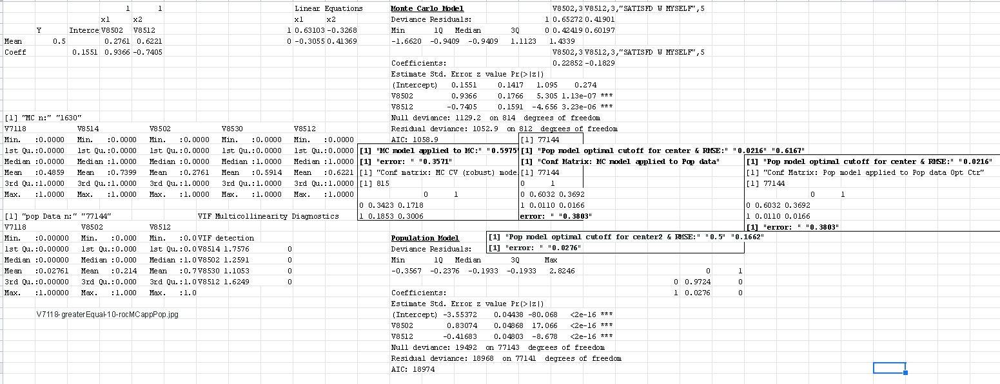 1 1 Linear Equations Monte Carlo Model V8502,3 V8512,3,"SATISFD W MYSELF",5
x1 x2 x1 x2 Deviance Residuals: 1 0.65272 0.41901
Y Interce V8502 V8512 1 0.63103 -0.3268 Min 1Q Median 3Q 0 0.42419 0.60197
Mean 0.5 0.2761 0.6221 0 -0.3055 0.41369 -1.6620 -0.9409 -0.9409 1.1123 1.4339
Coeff 0.1551 0.9366 -0.7405 V8502,3 V8512,3,"SATISFD W MYSELF",5
Coefficients: 0.22852 -0.1829
Estimate Std. Error z value Pr(>|z|)
(Intercept) 0.1551 0.1417 1.095 0.274
V8502 0.9366 0.1766 5.305 1.13e-07 ***
V8512 -0.7405 0.1591 -4.656 3.23e-06 ***
[1] "MC n:" "1630" Null deviance: 1129.2 on 814 degrees of freedom
V7118 V8514 V8502 V8530 V8512 Residual deviance: 1052.9 on 812 degrees of freedom
Min. :0.0000 Min. :0.0000 Min. :0.0000 Min. :0.0000 Min. :0.0000 AIC: 1058.9 [1] 77144
1st Qu.:0.0000 1st Qu.:0.0000 1st Qu.:0.0000 1st Qu.:0.0000 1st Qu.:0.0000 [1] "MC model applied to MC:" "0.5975" [1] "Pop model optimal cutoff for center & RMSE:" "0.0216" "0.6167"
Median :0.0000 Median :1.0000 Median :0.0000 Median :1.0000 Median :1.0000 [1] "error: " "0.3571" [1] "Conf Matrix: MC model applied to Pop data" [1] "Pop model optimal cutoff for center & RMSE:" "0.0216"
Mean :0.4859 Mean :0.7399 Mean :0.2761 Mean :0.5914 Mean :0.6221 [1] "Conf matrix: MC CV (robust) mode [1] 77144 [1] "Conf Matrix: Pop model applied to Pop data Opt Ctr"
3rd Qu.:1.0000 3rd Qu.:1.0000 3rd Qu.:1.0000 3rd Qu.:1.0000 3rd Qu.:1.0000 [1] 815 0 1 [1] 77144
Max. :1.0000 Max. :1.0000 Max. :1.0000 Max. :1.0000 Max. :1.0000 0 1 0 0.6032 0.3692 0 1
0 0.3423 0.1718 1 0.0110 0.0166 0 0.6032 0.3692
[1] "pop Data n:" "77144" VIF Multicollinearity Diagnostics 1 0.1853 0.3006 error: " "0.3803" 1 0.0110 0.0166
V7118 V8502 V8512 [1] "error: " "0.3803"
Min. :0.00000 Min. :0.000 Min. :0.0 VIF detection Population Model [1] "Pop model optimal cutoff for center2 & RMSE:" "0.5" "0.1662"
1st Qu.:0.00000 1st Qu.:0.000 1st Qu.:0.0 V8514 1.7576 0 Deviance Residuals: [1] "error: " "0.0276"
Median :0.00000 Median :0.000 Median :1.0 V8502 1.2591 0 Min 1Q Median 3Q Max
Mean :0.02761 Mean :0.214 Mean :0.7 V8530 1.1053 0 -0.3567 -0.2376 -0.1933 -0.1933 2.8246 0 1
3rd Qu.:0.00000 3rd Qu.:0.000 3rd Qu.:1.0 V8512 1.6249 0 0 0.9724 0
Max. :1.00000 Max. :1.000 Max. :1.0 Coefficients: 1 0.0276 0
Estimate Std. Error z value Pr(>|z|)
V7118-greaterEqual-10-rocMCappPop.jpg (Intercept) -3.55372 0.04438 -80.068 <2e-16 ***
V8502 0.83074 0.04868 17.066 <2e-16 ***
V8512 -0.41683 0.04803 -8.678 <2e-16 ***
Null deviance: 19492 on 77143 degrees of freedom
Residual deviance: 18968 on 77141 degrees of freedom
AIC: 18974